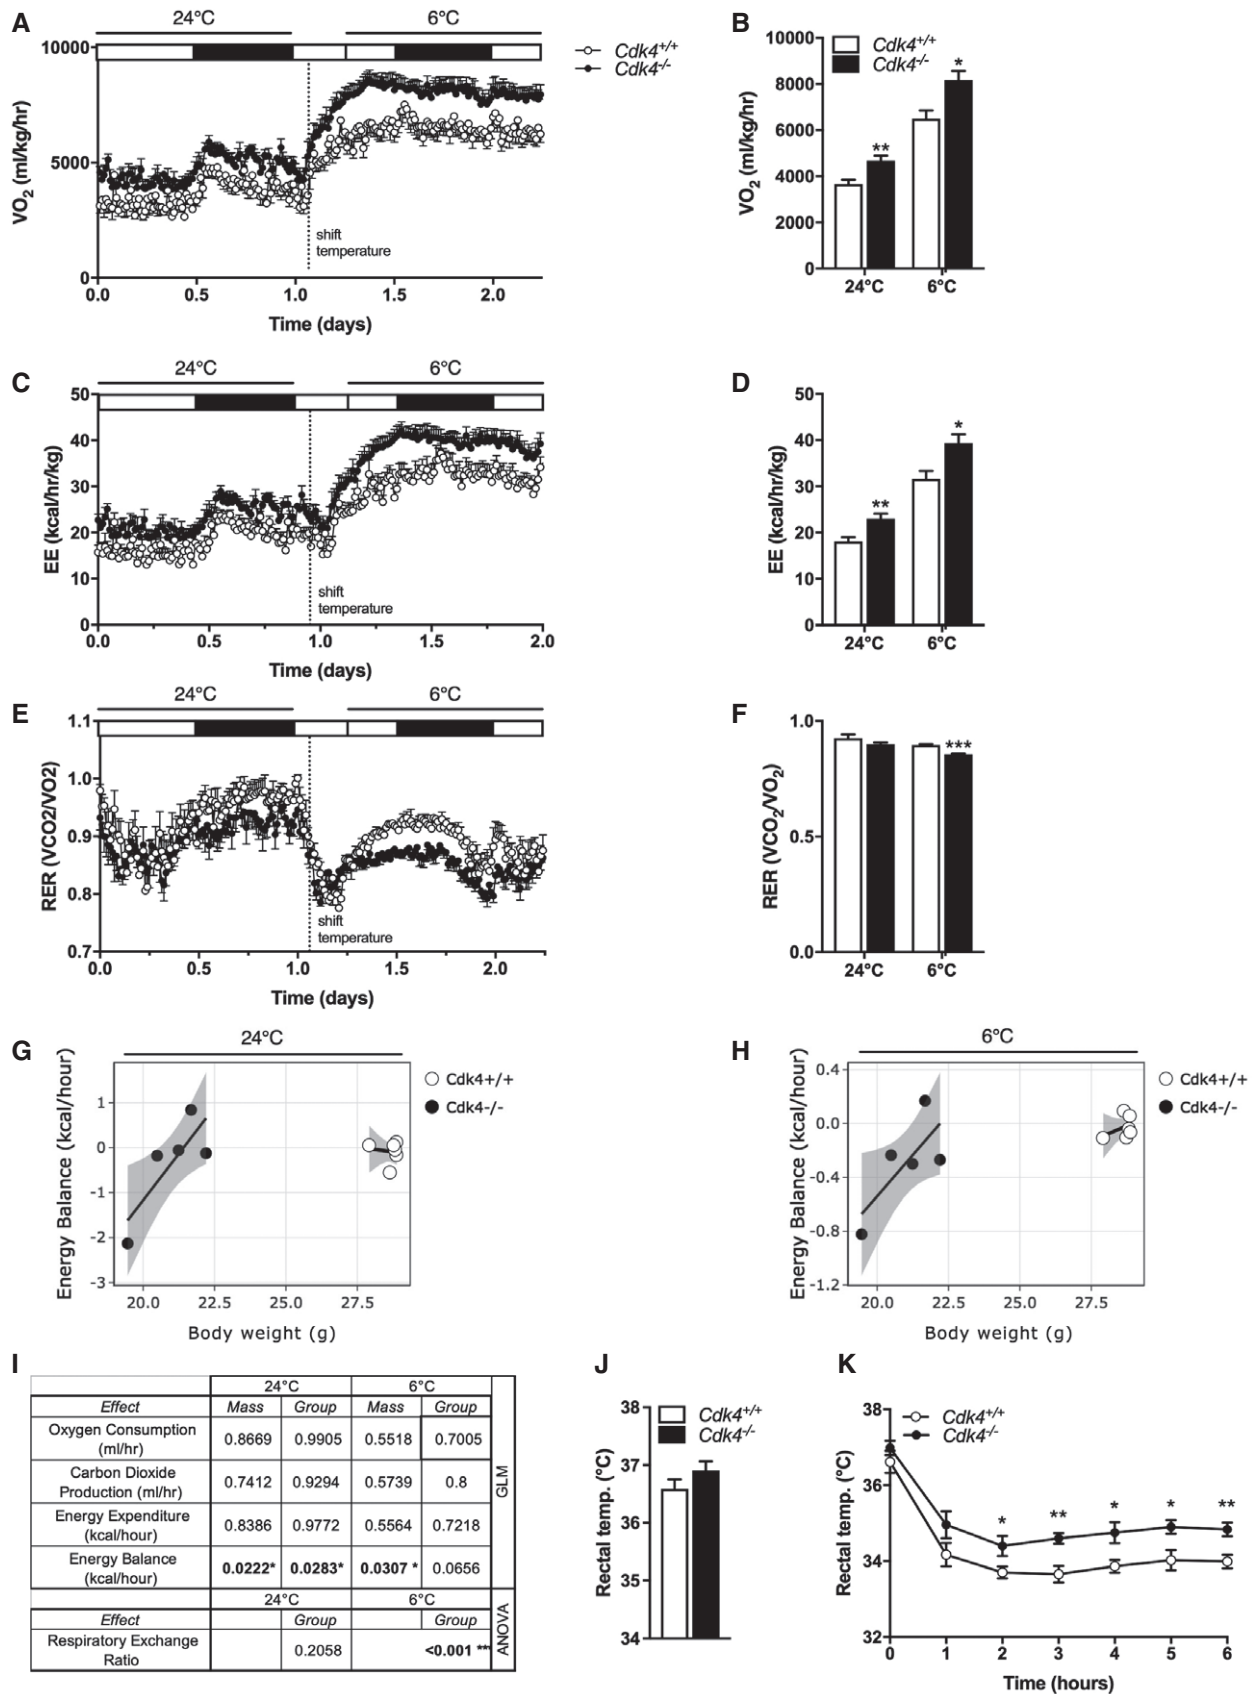 A
24°C
6°C
10000
5000
0
VO2 (ml/kg/hr)
shift
temperature
0.0
0.5
1.0
1.5
2.0
Time (days)
Cdk4+/+
Cdk4-/-
B
10000
8000
6000
4000
2000
0
VO2 (ml/kg/hr)
Cdk4+/+
Cdk4-/-
**
*
24°C
6°C
C
24°C
6°C
50
40
30
20
10
0
EE (kcal/hr/kg)
shift
temperature
0.0
0.5
1.0
1.5
2.0
Time (days)
D
50
40
30
20
10
0
EE (kcal/hr/kg)
**
*
24°C
6°C
E
24°C
6°C
1.1
1.0
0.9
0.8
0.7
RER (VCO2/VO2)
shift
temperature
0.0
0.5
1.0
1.5
2.0
Time (days)
F
1.0
0.5
0.0
RER (VCO2/VO2)
***
24°C
6°C
G
24°C
1
0
-1
-2
-3
Energy Balance (kcal/hour)
20.0
22.5
25.0
27.5
Body weight (g)
Cdk4+/+
Cdk4-/-
H
6°C
0.4
0.0
-0.4
-0.8
-1.2
Energy Balance (kcal/hour)
20.0
22.5
25.0
27.5
Body weight (g)
Cdk4+/+
Cdk4-/-
I
24°C 6°C
Effect Mass Group Mass Group
Oxygen Consumption
(ml/hr) 0.8669 0.9905 0.5518 0.7005
Carbon Dioxide
Production (ml/hr) 0.7412 0.9294 0.5739 0.8
Energy Expenditure
(kcal/hour) 0.8386 0.9772 0.5564 0.7218
Energy Balance
(kcal/hour) 0.0222* 0.0283* 0.0307 * 0.0656
GLM
24°C 6°C
Effect Group Group
Respiratory Exchange
Ratio 0.2058 <0.001 ***
ANOVA
J
38
37
36
35
34
Rectal temp. (°C)
Cdk4+/+
Cdk4-/-
K
38
36
34
32
Rectal temp. (°C)
Cdk4+/+
Cdk4-/-
*
**
*
*
**
0
1
2
3
4
5
6
Time (hours)